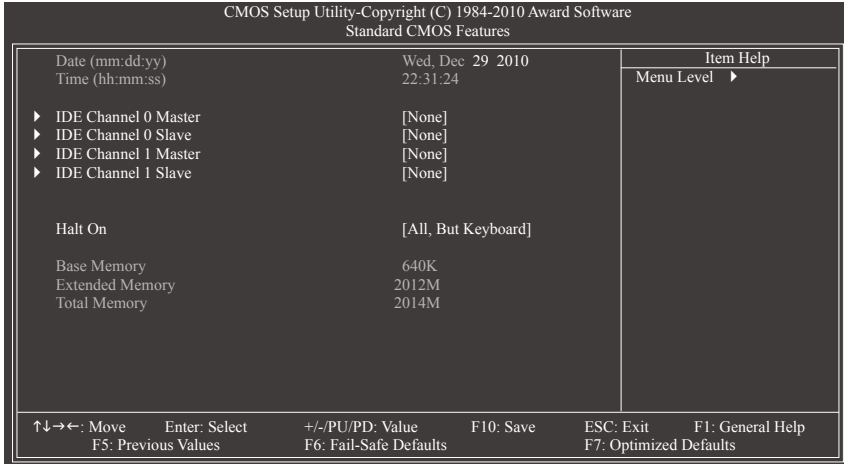 CMOS Setup Utility-Copyright (C) 1984-2010 Award Software
Standard CMOS Features
Date (mm:dd:yy) Wed, Dec 29 2010
Time (hh:mm:ss) 22:31:24
Item Help
Menu Level ▶
▶ IDE Channel 0 Master [None]
▶ IDE Channel 0 Slave [None]
▶ IDE Channel 1 Master [None]
▶ IDE Channel 1 Slave [None]
Halt On [All, But Keyboard]
Base Memory 640K
Extended Memory 2012M
Total Memory 2014M
↑↓→←: Move Enter: Select +/-/PU/PD: Value F10: Save ESC: Exit F1: General Help
F5: Previous Values F6: Fail-Safe Defaults F7: Optimized Defaults